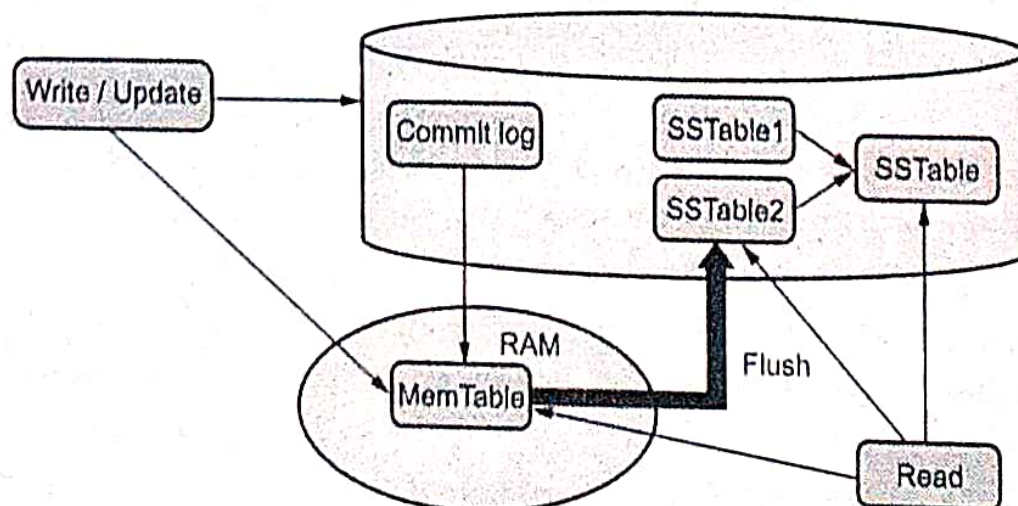 Write / Update
Commit log
SSTable1
SSTable
SSTable2
RAM
Flush
MemTable
Read